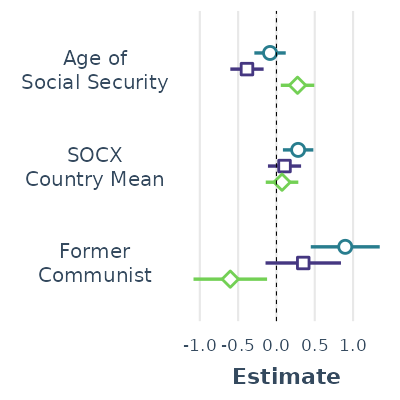 Age of
Social Security
SOCX
Country Mean
Former
Communist
-1.0 -0.5 0.0 0.5 1.0
Estimate